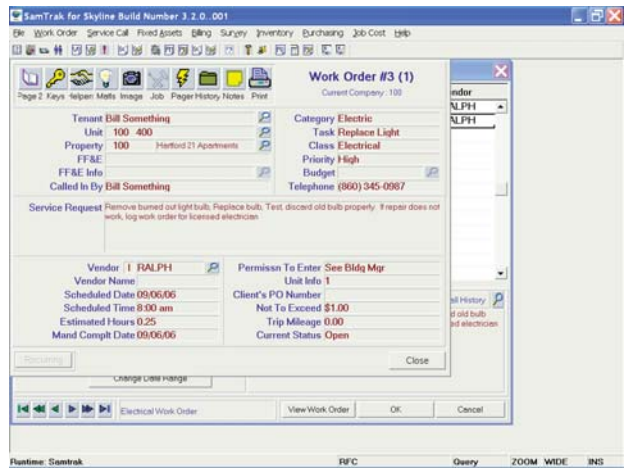 SamTrak for Skyline Build Number 3.2.0..001
File Work Order Service Call Fixed Assets Billing Survey Inventory Purchasing Job Cost Help
Page 2 Keys Helpen Matls Image Job Pager History Notes Print
Work Order #3 (1)
Current Company : 100
Tenant Bill Something
Unit 100 400
Property 100 Hartford 21 Apartments
FF&E
FF&E Info
Called In By Bill Something
Category Electric
Task Replace Light
Class Electrical
Priority High
Budget
Telephone (860) 345-0987
Service Request Remove burned out light bulb, Replace bulb. Test, discard old bulb properly. If repair does not
work, log work order for licensed electrician
Vendor 1 RALPH
Vendor Name
Scheduled Date 09/06/06
Scheduled Time 8:00 am
Estimated Hours 0.25
Mand Complt Date 09/06/06
Permissn To Enter See Bldg Mgr
Unit Info 1
Client's PO Number
Not To Exceed $1.00
Trip Mileage 0.00
Current Status Open
Recurring
Close
ndor
ALPH
ALPH
all History
d old bulb
ed electrician
Change Date Range
Electrical Work Order
View Work Order
OK
Cancel
Runtime: Samtrak
RFC
Query
ZOOM WIDE
INS